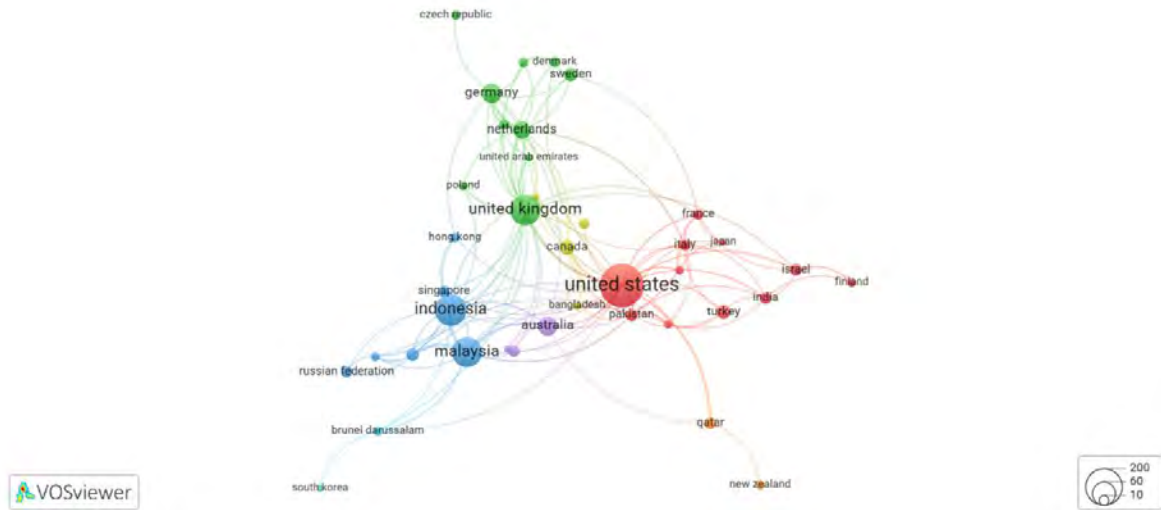 czech republic
denmark
sweden
germany
netherlands
united arab emirates
poland
united kingdom
france
hong kong
canada
italy
japan
israel
united states
finland
singapore
india
indonesia
bangladesh
pakistan
turkey
australia
malaysia
russian federation
qatar
brunei darussalam
200
60
10
new zealand
south korea
VOSviewer